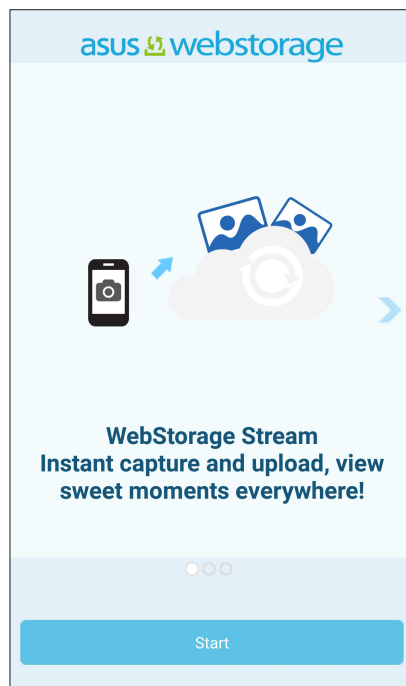 asus webstorage
WebStorage Stream
Instant capture and upload, view
sweet moments everywhere!
Start